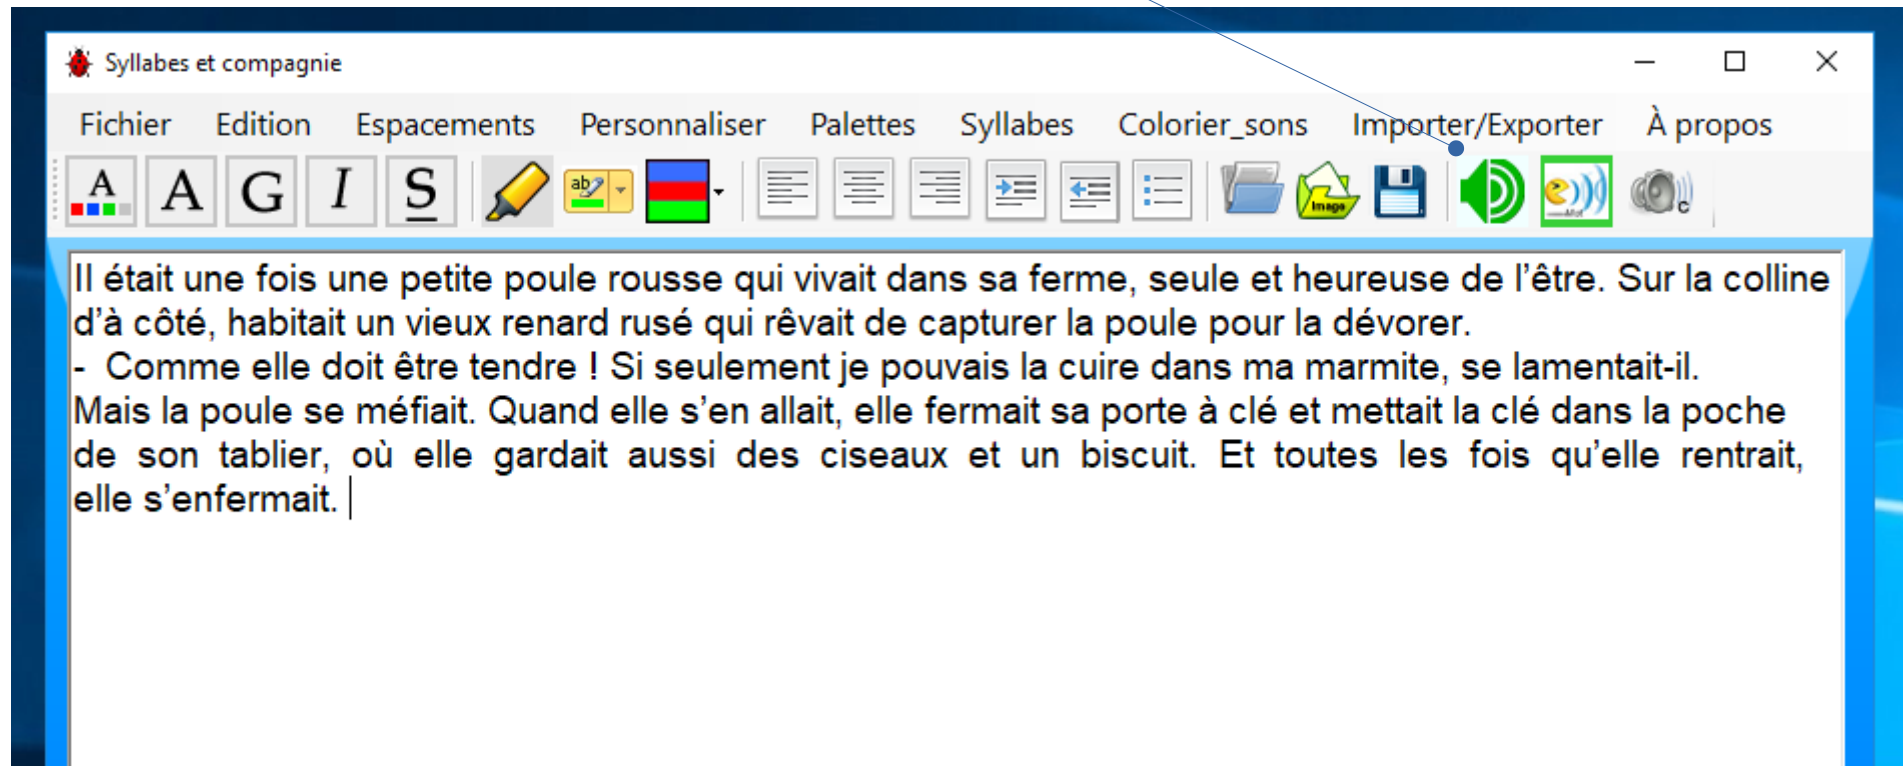 Syllabes et compagnie
Fichier Edition Espacements Personnaliser Palettes Syllabes Colorier_sons Importer/Exporter À propos
A A G I S ab Image Mot c
Il était une fois une petite poule rousse qui vivait dans sa ferme, seule et heureuse de l’être. Sur la colline
d’à côté, habitait un vieux renard rusé qui rêvait de capturer la poule pour la dévorer.
- Comme elle doit être tendre ! Si seulement je pouvais la cuire dans ma marmite, se lamentait-il.
Mais la poule se méfiait. Quand elle s’en allait, elle fermait sa porte à clé et mettait la clé dans la poche
de son tablier, où elle gardait aussi des ciseaux et un biscuit. Et toutes les fois qu’elle rentrait,
elle s’enfermait.